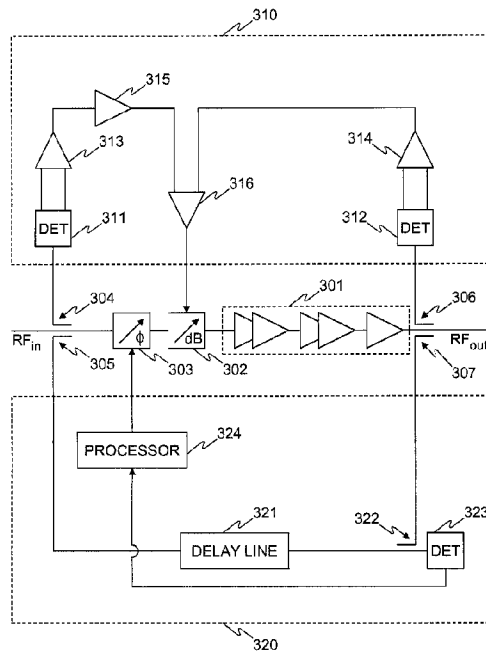 310
315
313
314
316
DET
311
DET
312
304
301
306
RFin
ϕ
dB
RFout
305
303
302
307
PROCESSOR
324
321
322
323
DELAY LINE
DET
320